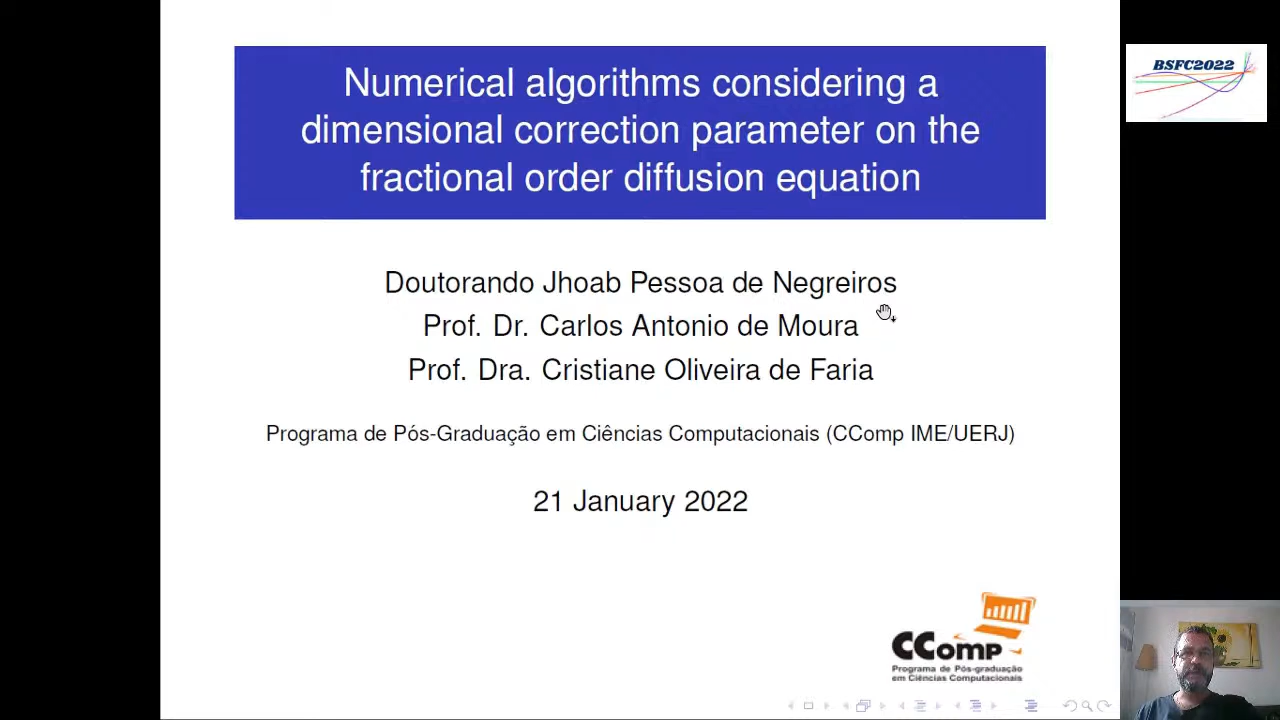 Numerical algorithms considering a
dimensional correction parameter on the
fractional order diffusion equation
BSFC2022
Doutorando Jhoab Pessoa de Negreiros
Prof. Dr. Carlos Antonio de Moura
Prof. Dra. Cristiane Oliveira de Faria
Programa de Pós-Graduação em Ciências Computacionais (CComp IME/UERJ)
21 January 2022
CComp
Programa de Pós-graduação
em Ciências Computacionais